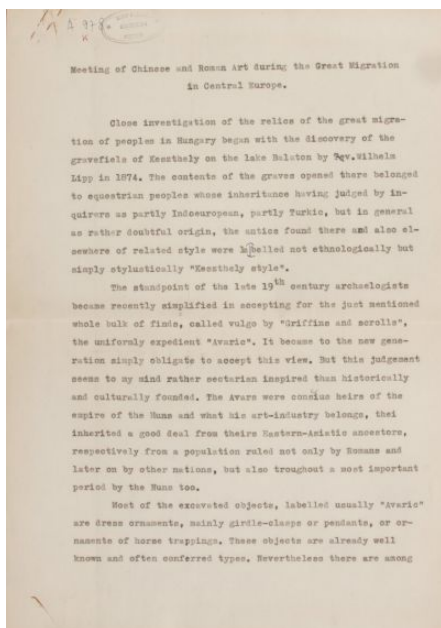 A 978
Meeting of Chinese and Roman Art during the Great Migration
in Central Europe.
Close investigation of the relics of the great migra-
tion of peoples in Hungary began with the discovery of the
gravefiels of Keszthely on the lake Balaton by Rev.Wilhelm
Lipp in 1874. The contents of the graves opened there belonged
to equestrian peoples whose inheritance having judged by in-
quirers as partly Indoeuropean, partly Turkic, but in general
as rather doubtful origin, the antics found there and also el-
sewhere of related style were labelled not ethnologically but
simply stylustically "Keszthely style".
The standpoint of the late 19th century archaelogists
became recently simplified in accepting for the just mentioned
whole bulk of finds, called vulgo by "Griffins and scrolls",
the uniformly expedient "Avaric". It became to the new gene-
ration simply obligate to accept this view. But this judgement
seems to my mind rather sectarian inspired than historically
and culturally founded. The Avars were conscius heirs of the
empire of the Huns and what his art-industry belongs, thei
inherited a good deal from theirs Eastern-Asiatic ancestors,
respectively from a population ruled not only by Romans and
later on by other nations, but also troughout a most important
period by the Huns too.
Most of the excavated objects, labelled usually "Avaric"
are dress ornaments, mainly girdle-clasps or pendants, or or-
naments of horse trappings. These objects are already well
known and often conferred types. Nevertheless there are among